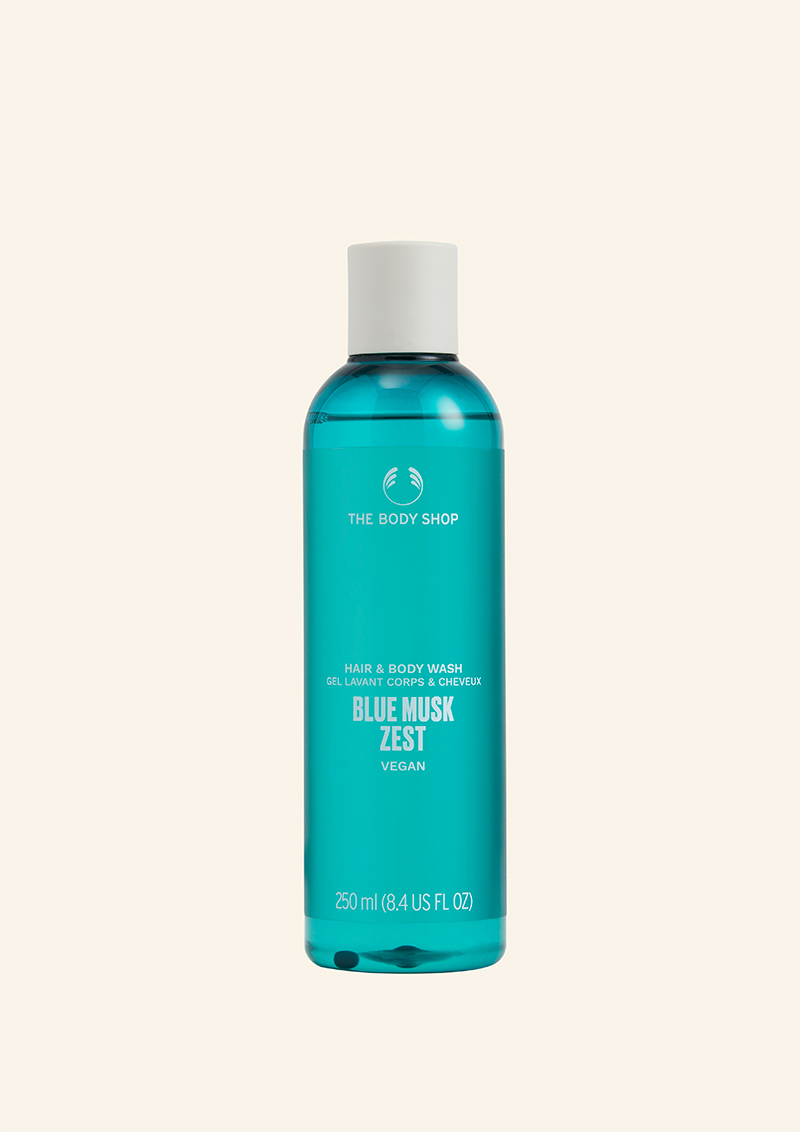 THE BODY SHOP
HAIR & BODY WASH
GEL LAVANT CORPS & CHEVEUX
BLUE MUSK
ZEST
VEGAN
250 ml (8.4 US FL OZ)